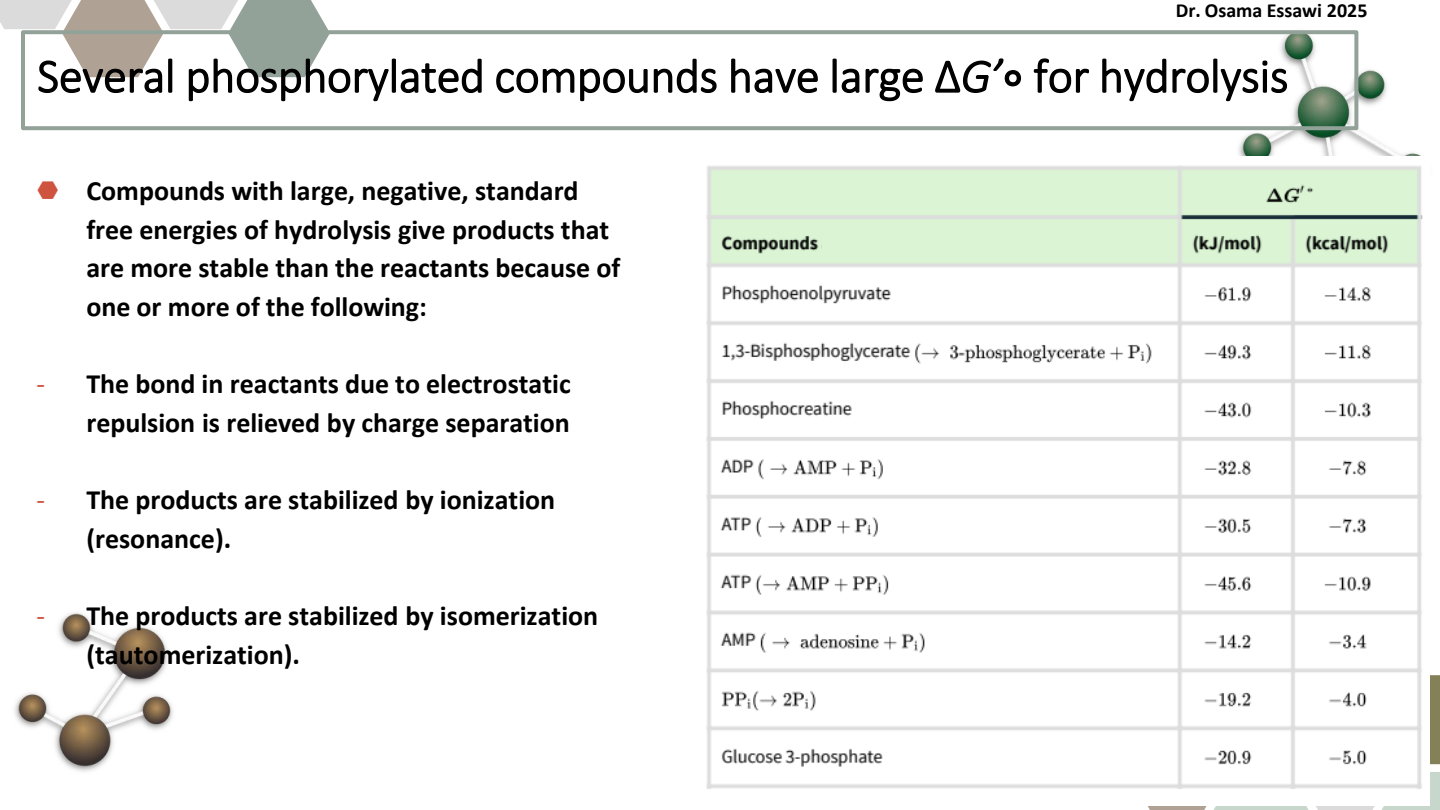 Dr. Osama Essawi 2025
Several phosphorylated compounds have large ΔG′° for hydrolysis
Compounds with large, negative, standard
free energies of hydrolysis give products that
are more stable than the reactants because of
one or more of the following:
- The bond in reactants due to electrostatic
repulsion is relieved by charge separation
- The products are stabilized by ionization
(resonance).
- The products are stabilized by isomerization
(tautomerization).
ΔG′°
Compounds (kJ/mol) (kcal/mol)
Phosphoenolpyruvate −61.9 −14.8
1,3-Bisphosphoglycerate (→ 3-phosphoglycerate + Pi) −49.3 −11.8
Phosphocreatine −43.0 −10.3
ADP ( → AMP + Pi) −32.8 −7.8
ATP ( → ADP + Pi) −30.5 −7.3
ATP (→ AMP + PPi) −45.6 −10.9
AMP ( → adenosine + Pi) −14.2 −3.4
PPi(→ 2Pi) −19.2 −4.0
Glucose 3-phosphate −20.9 −5.0